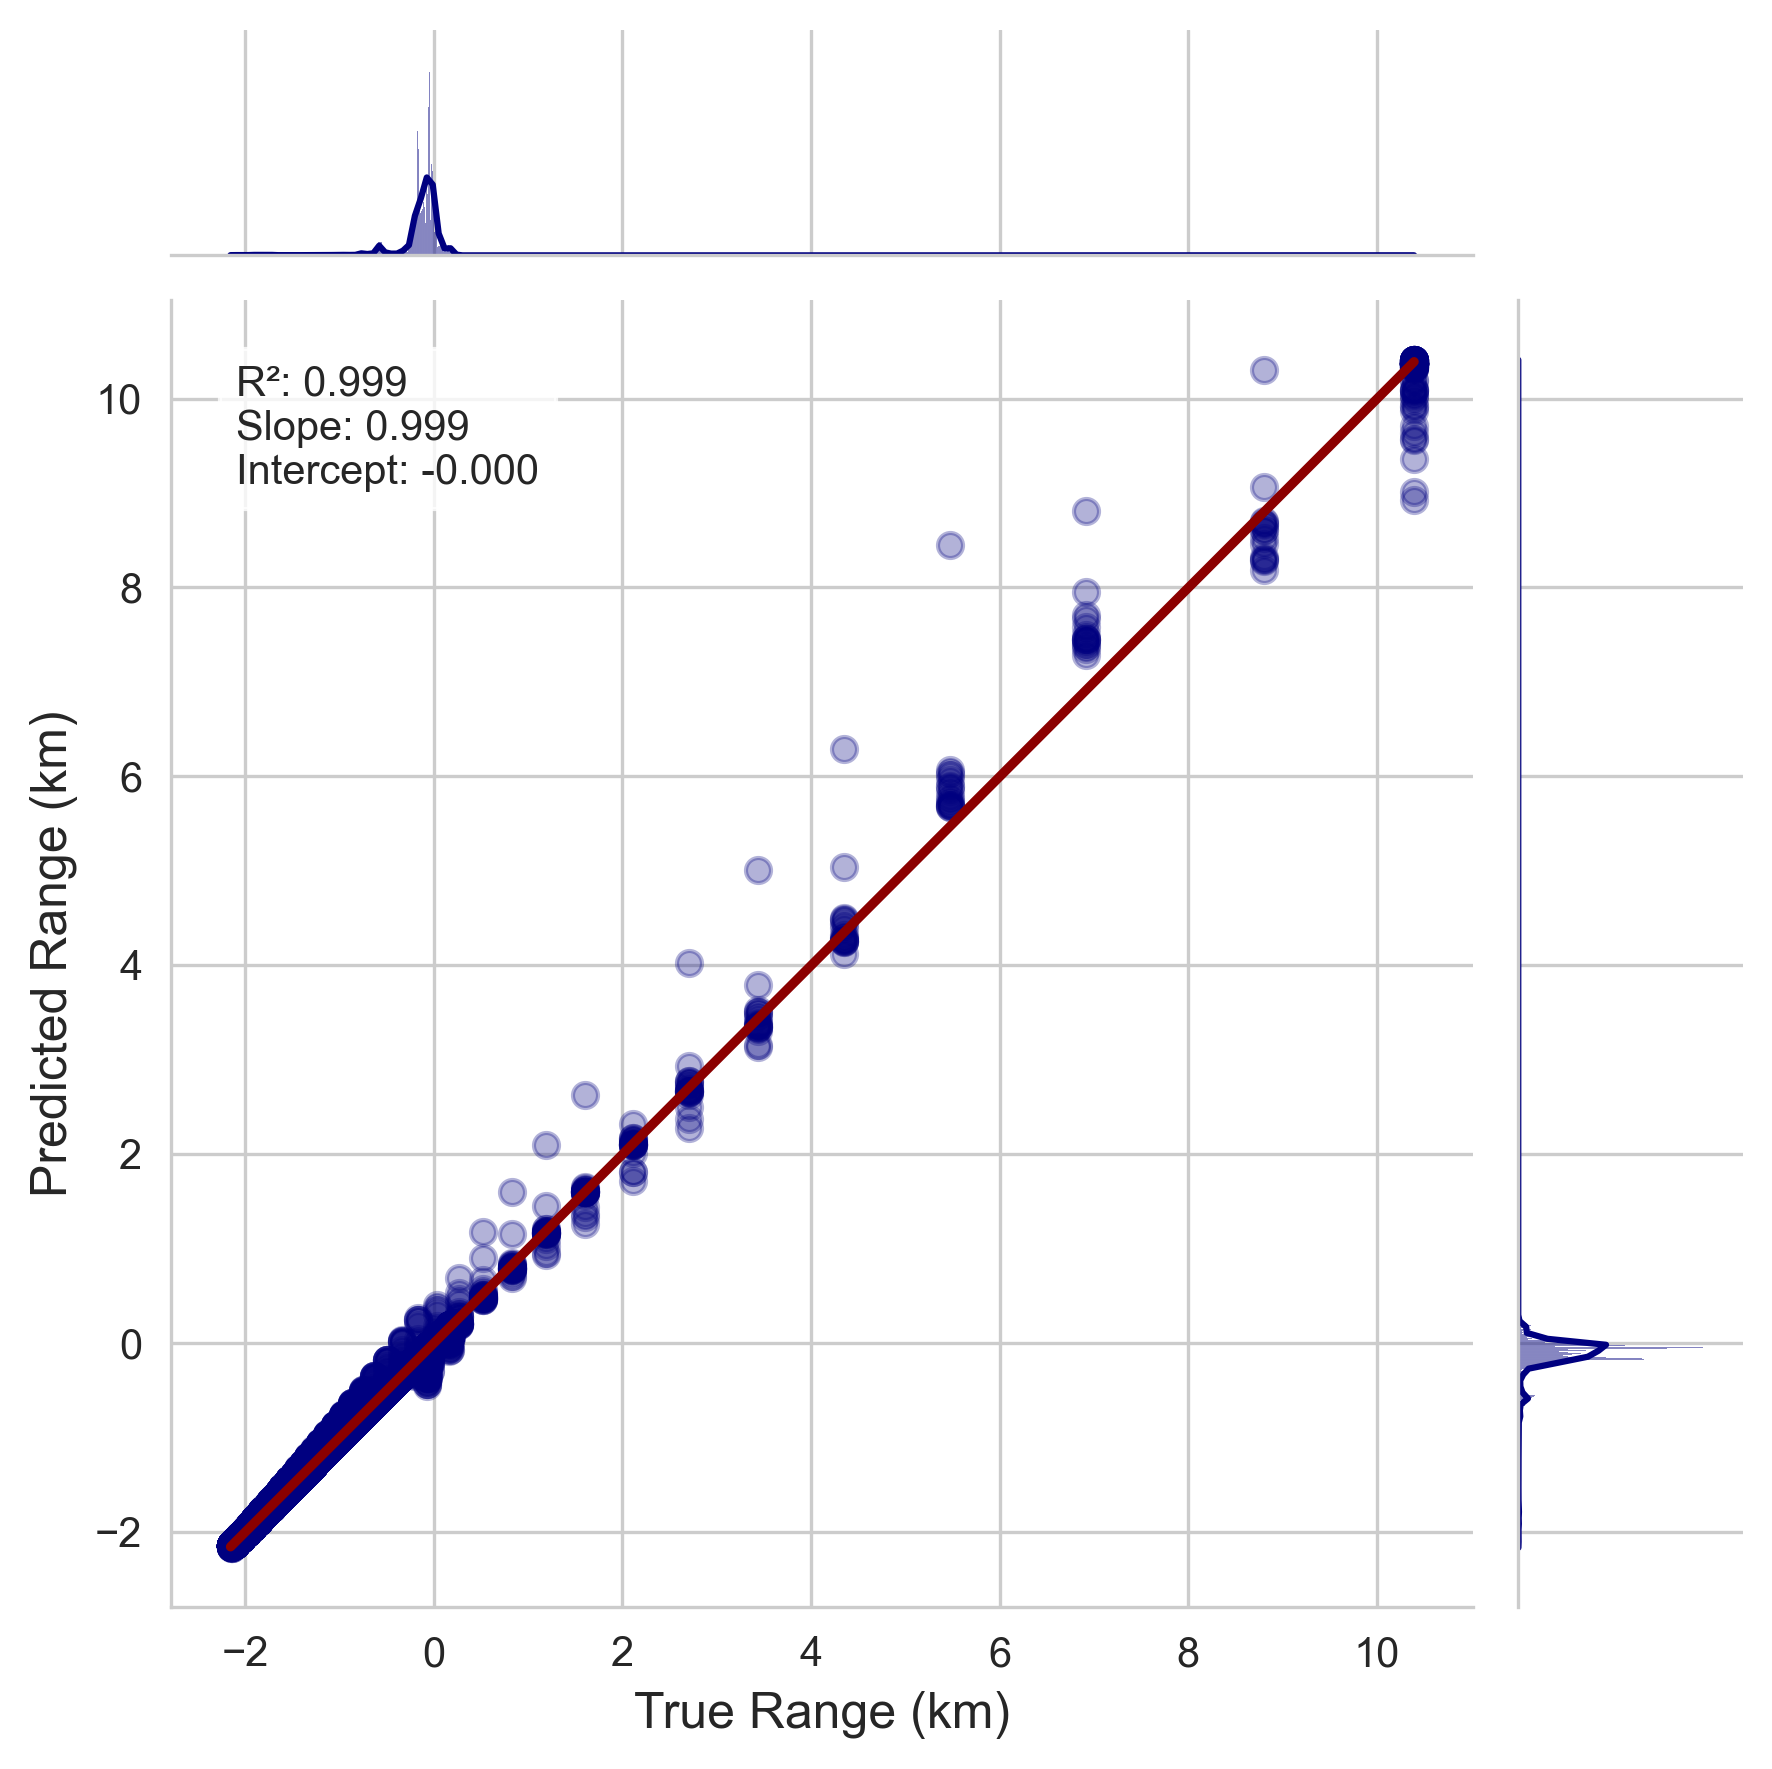 R²: 0.999
Slope: 0.999
Intercept: -0.000
10
8
6
4
2
0
−2
Predicted Range (km)
−2 0 2 4 6 8 10
True Range (km)